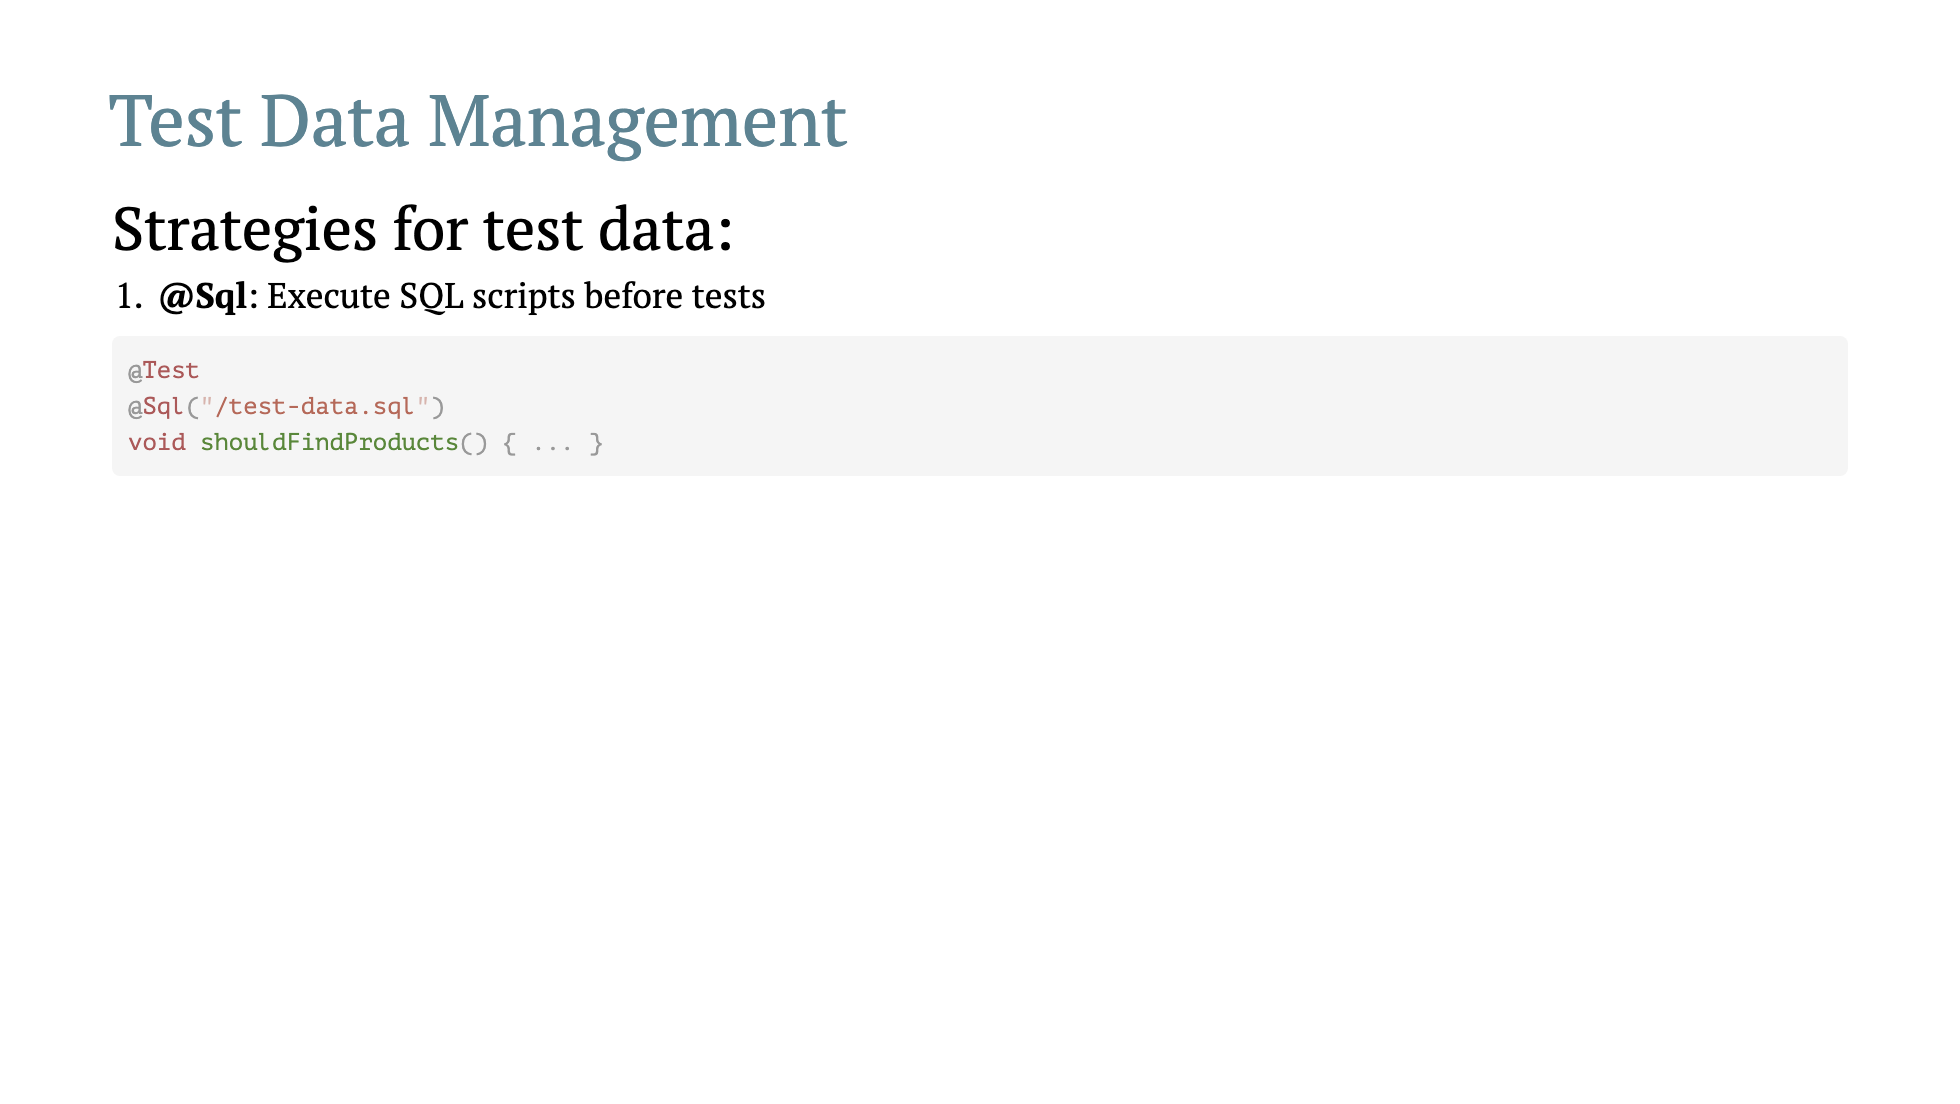 Test Data Management
Strategies for test data:
1. @Sql: Execute SQL scripts before tests
@Test
@Sql("/test-data.sql")
void shouldFindProducts() { ... }